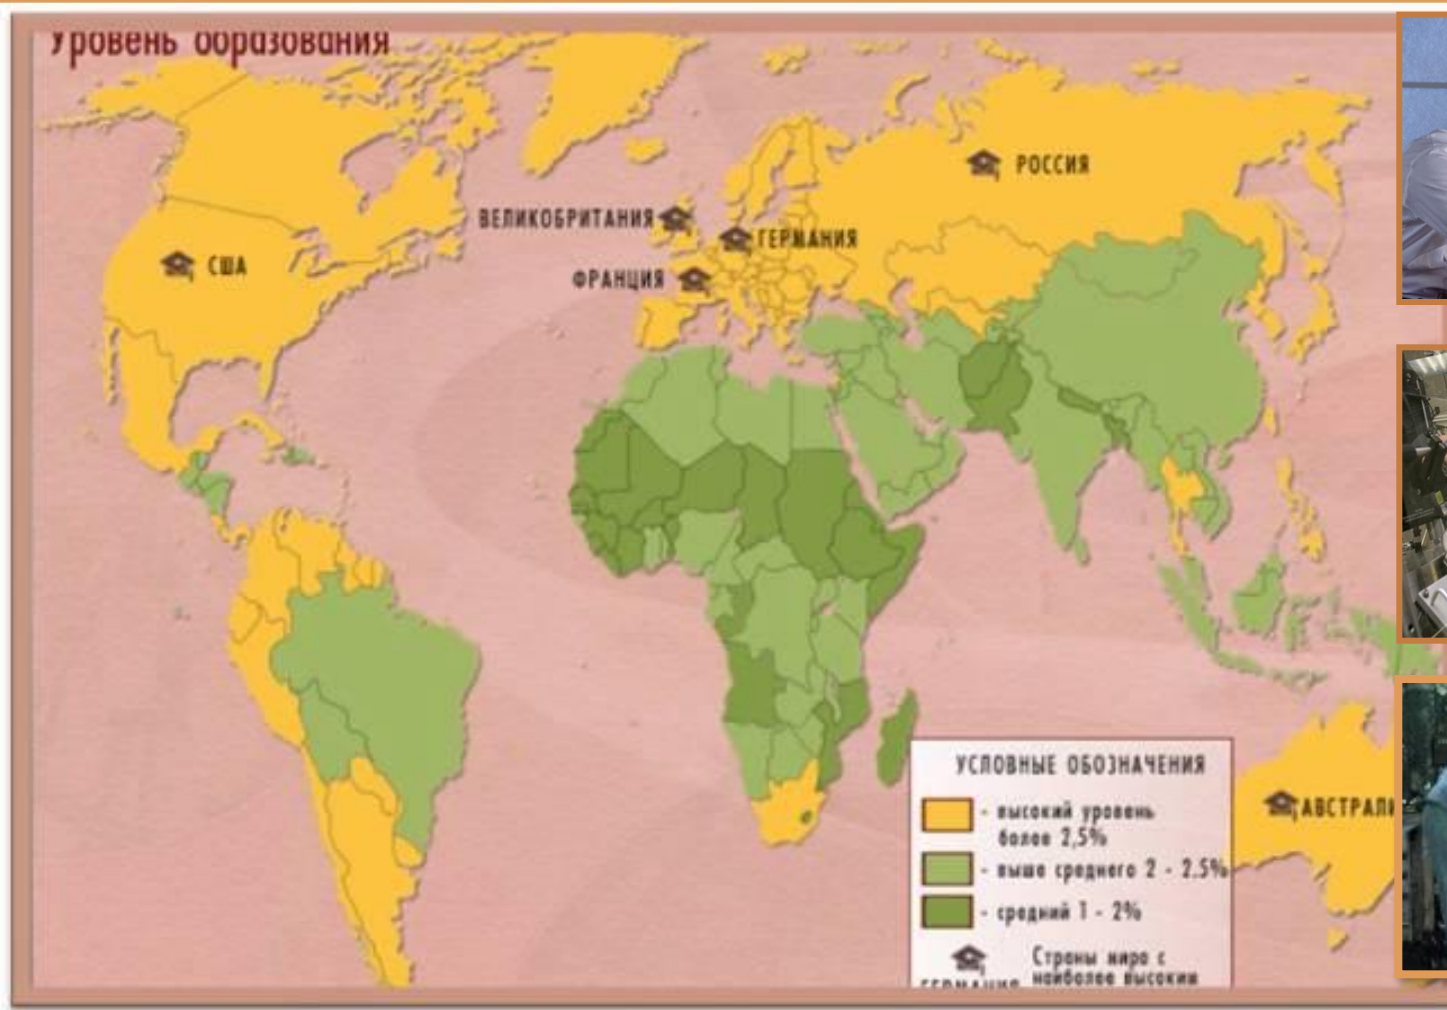 Уровень образования
РОССИЯ
ВЕЛИКОБРИТАНИЯ
ГЕРМАНИЯ
США
ФРАНЦИЯ
УСЛОВНЫЕ ОБОЗНАЧЕНИЯ
- высокий уровень
более 2,5%
- выше среднего 2 - 2,5%
- средний 1 - 2%
АВСТРАЛИ
Страны мира с
наиболее высоким
ГЕРМАНИЯ